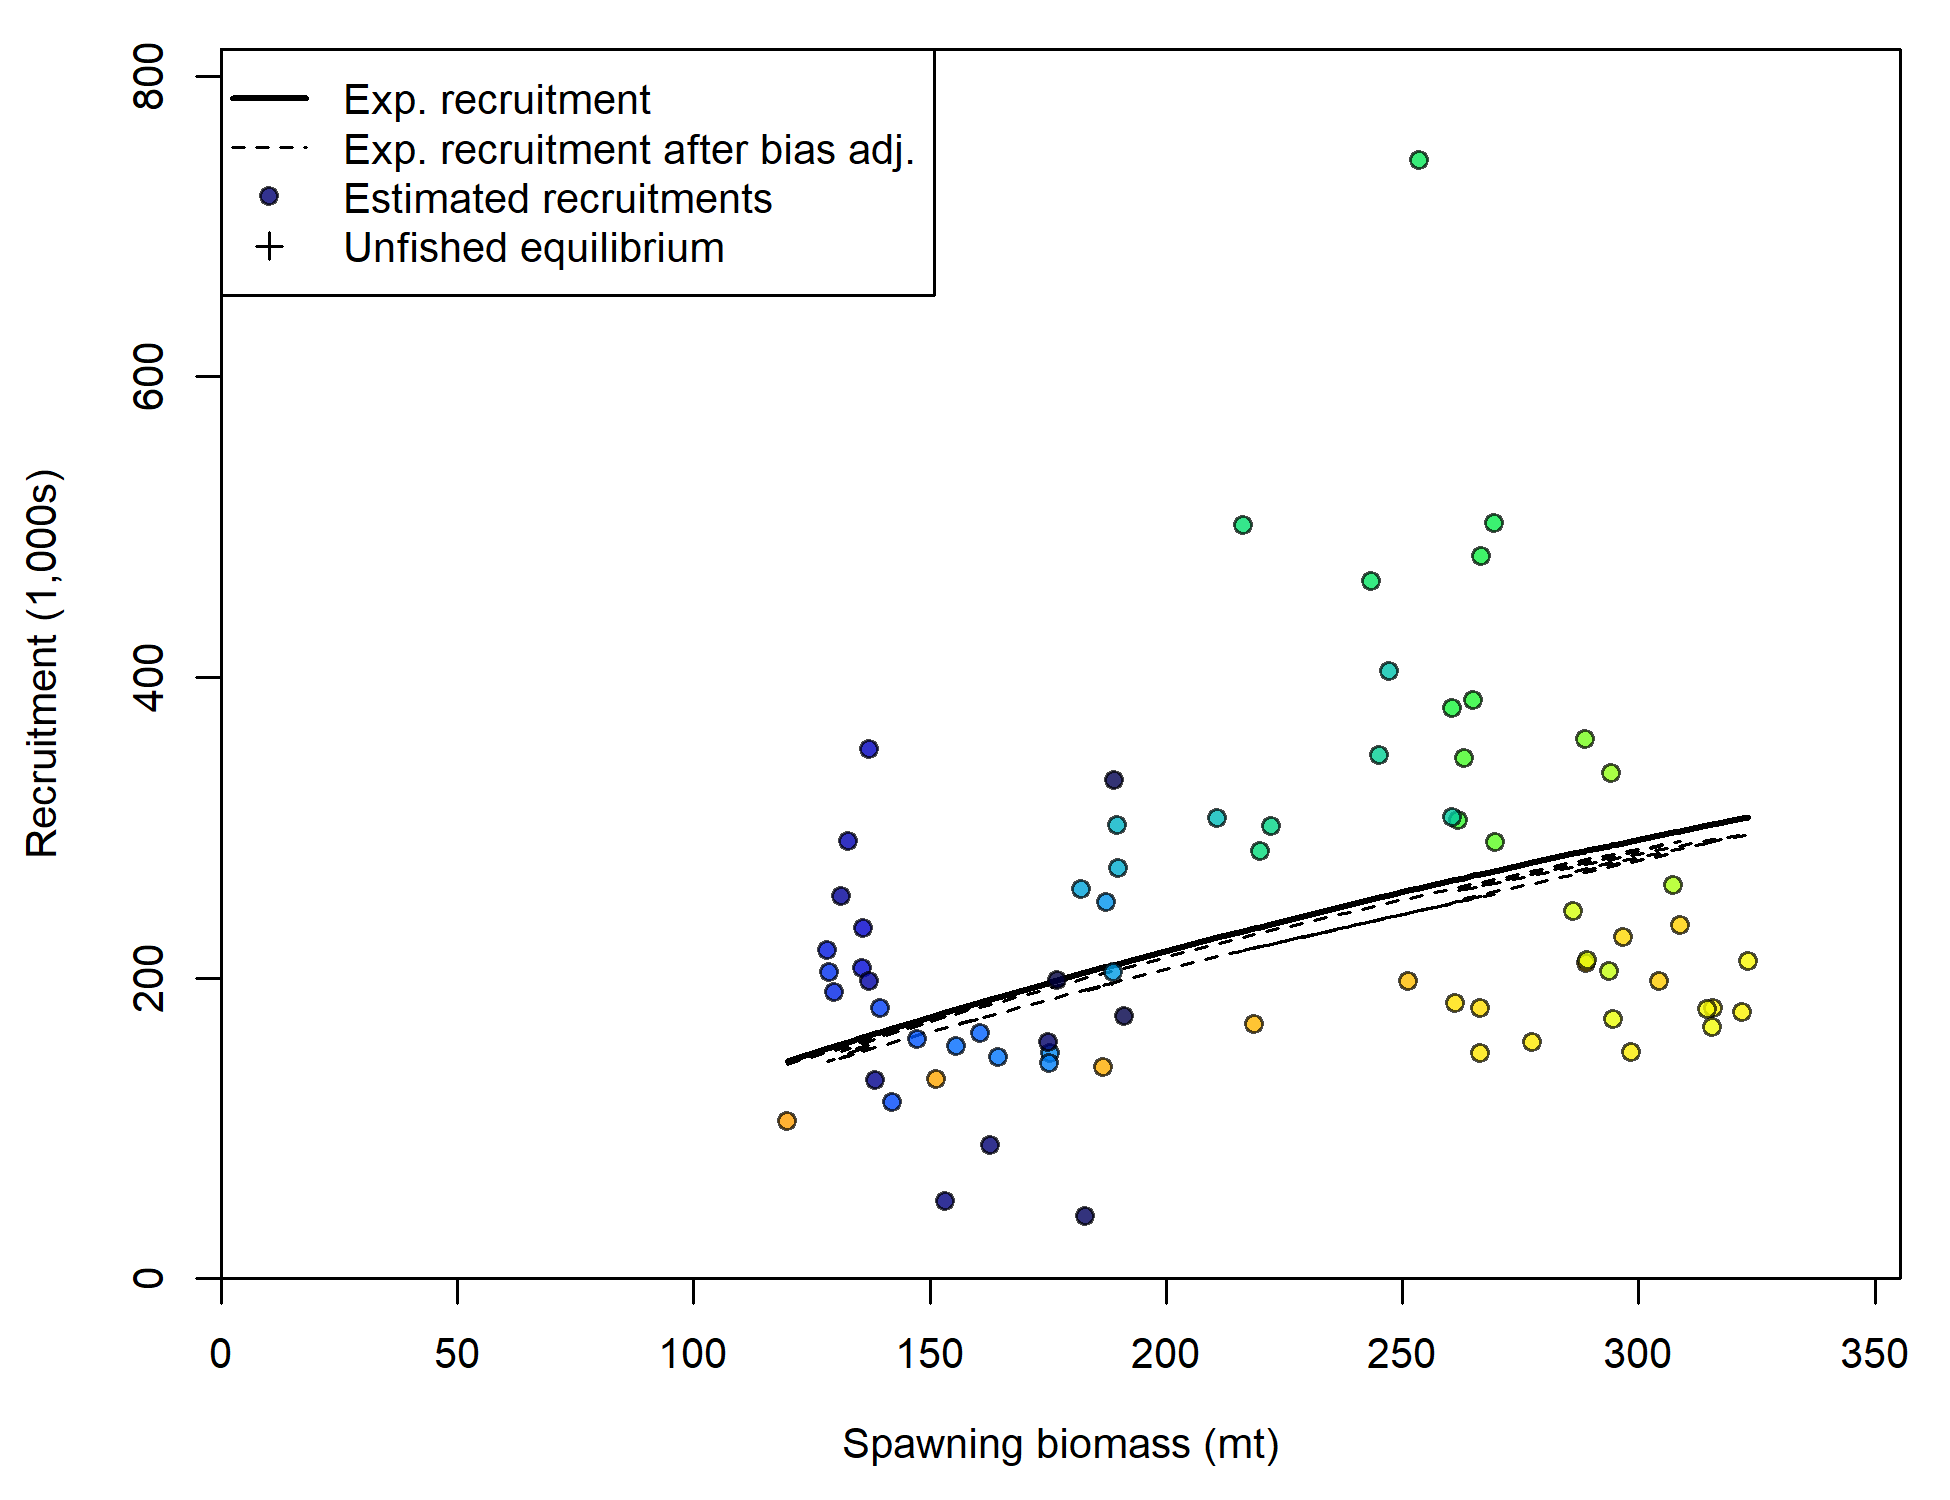 Exp. recruitment
Exp. recruitment after bias adj.
Estimated recruitments
Unfished equilibrium
800
600
400
200
0
Recruitment (1,000s)
0 50 100 150 200 250 300 350
Spawning biomass (mt)